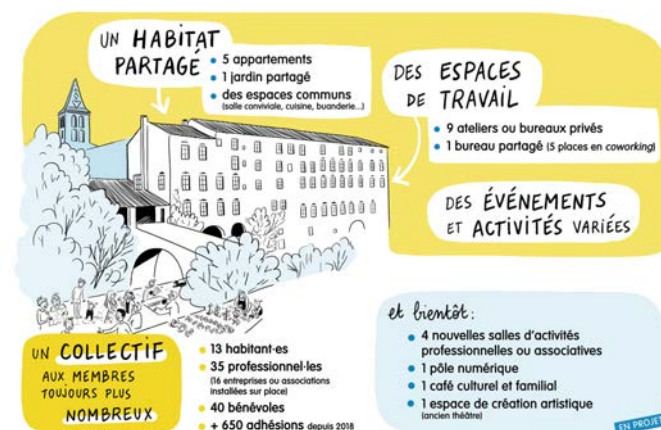 UN HABITAT
PARTAGÉ
• 5 appartements
• 1 jardin partagé
• des espaces communs
(salle conviviale, cuisine, buanderie...)
DES ESPACES
DE TRAVAIL
• 9 ateliers ou bureaux privés
• 1 bureau partagé (5 places en coworking)
DES ÉVÉNEMENTS
ET ACTIVITÉS VARIÉES
UN COLLECTIF
AUX MEMBRES
TOUJOURS PLUS
NOMBREUX
• 13 habitant·es
• 35 professionnel·les
(16 entreprises ou associations
installées sur place)
• 40 bénévoles
• + 650 adhésions depuis 2018
et bientôt :
• 4 nouvelles salles d'activités
professionnelles ou associatives
• 1 pôle numérique
• 1 café culturel et familial
• 1 espace de création artistique
(ancien théâtre)
EN PROJET